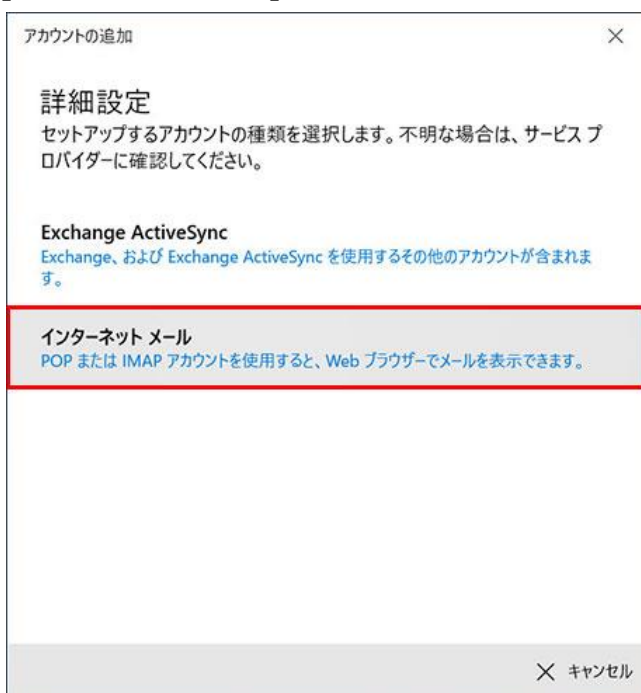 アカウントの追加
詳細設定
セットアップするアカウントの種類を選択します。不明な場合は、サービス プ
ロバイダーに確認してください。
Exchange ActiveSync
Exchange、および Exchange ActiveSync を使用するその他のアカウントが含まれま
す。
インターネット メール
POP または IMAP アカウントを使用すると、Web ブラウザーでメールを表示できます。
キャンセル